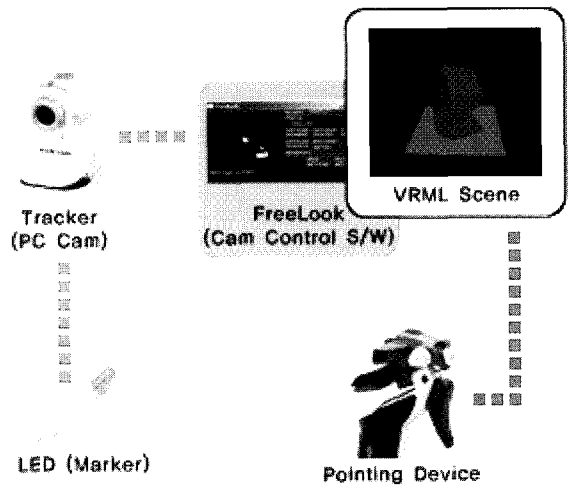 VRML Scene
FreeLook
(Cam Control S/W)
Tracker
(PC Cam)
LED (Marker)
Pointing Device